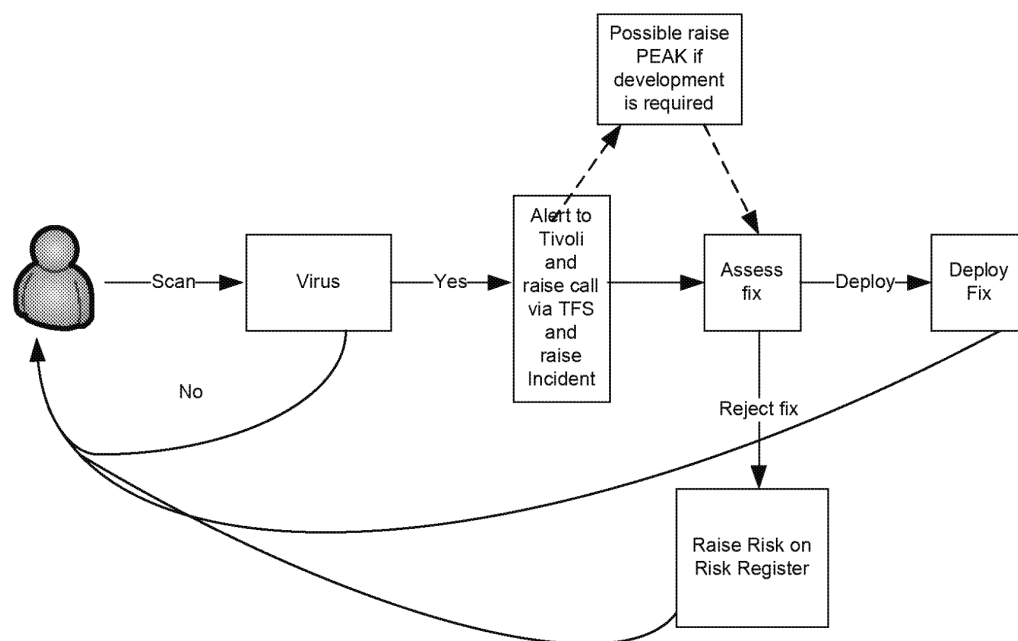 Possible raise
PEAK if
development
is required
Scan
Virus
Yes
Alert to
Tivoli
and
raise call
via TFS
and
raise
Incident
Assess
fix
Deploy
Deploy
Fix
No
Reject fix
Raise Risk on
Risk Register